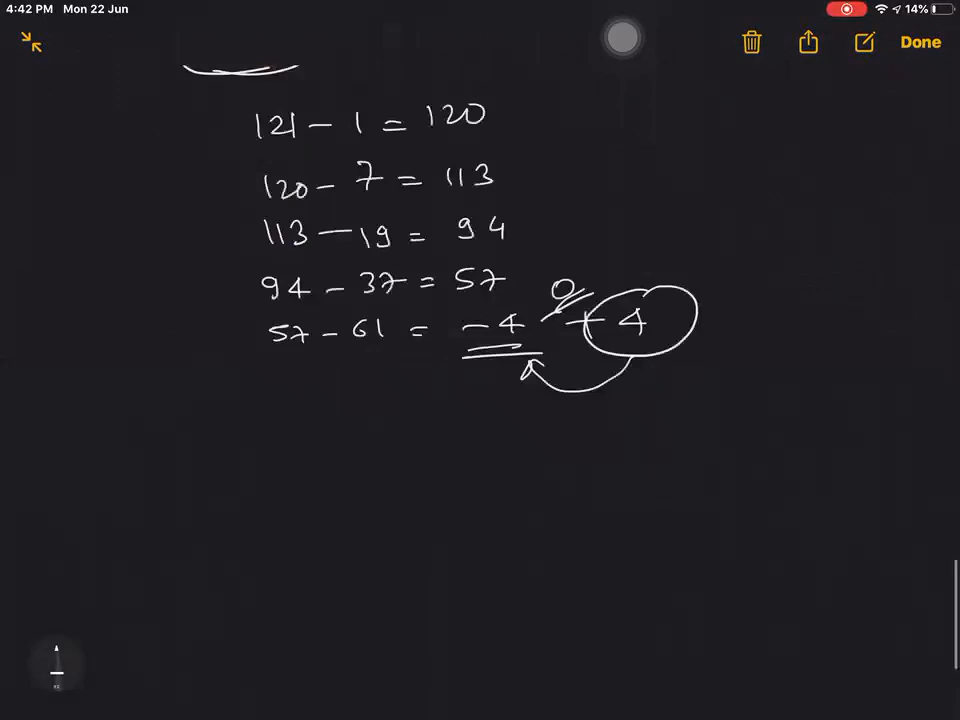 4:42 PM Mon 22 Jun 14%
Done
121 - 1 = 120
120 - 7 = 113
113 - 19 = 94
94 - 37 = 57 0
57 - 61 = -4 + 4